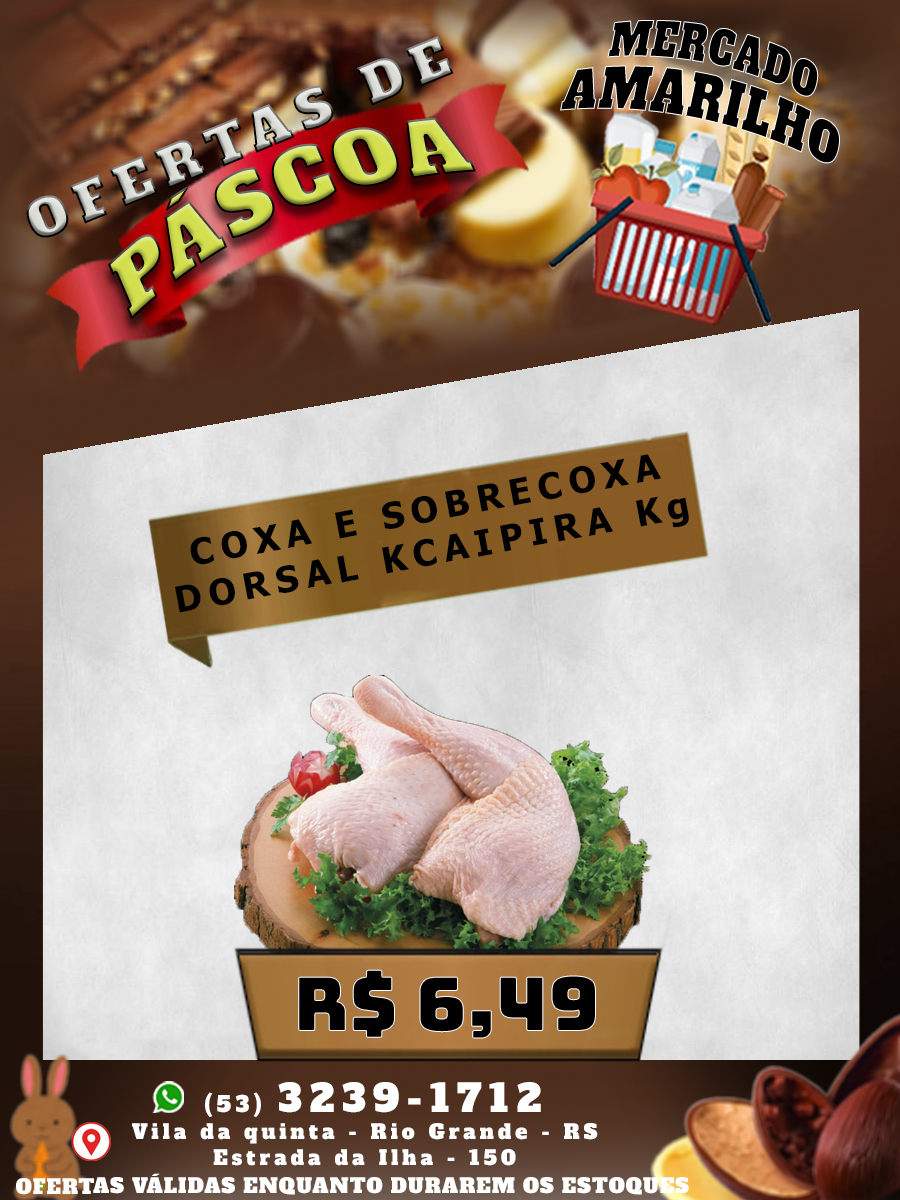 OFERTAS DE
PÁSCOA
MERCADO
AMARILHO
COXA E SOBRECOXA
DORSAL KCAIPIRA Kg
R$ 6,49
(53) 3239-1712
Vila da quinta - Rio Grande - RS
Estrada da Ilha - 150
OFERTAS VÁLIDAS ENQUANTO DURAREM OS ESTOQUES